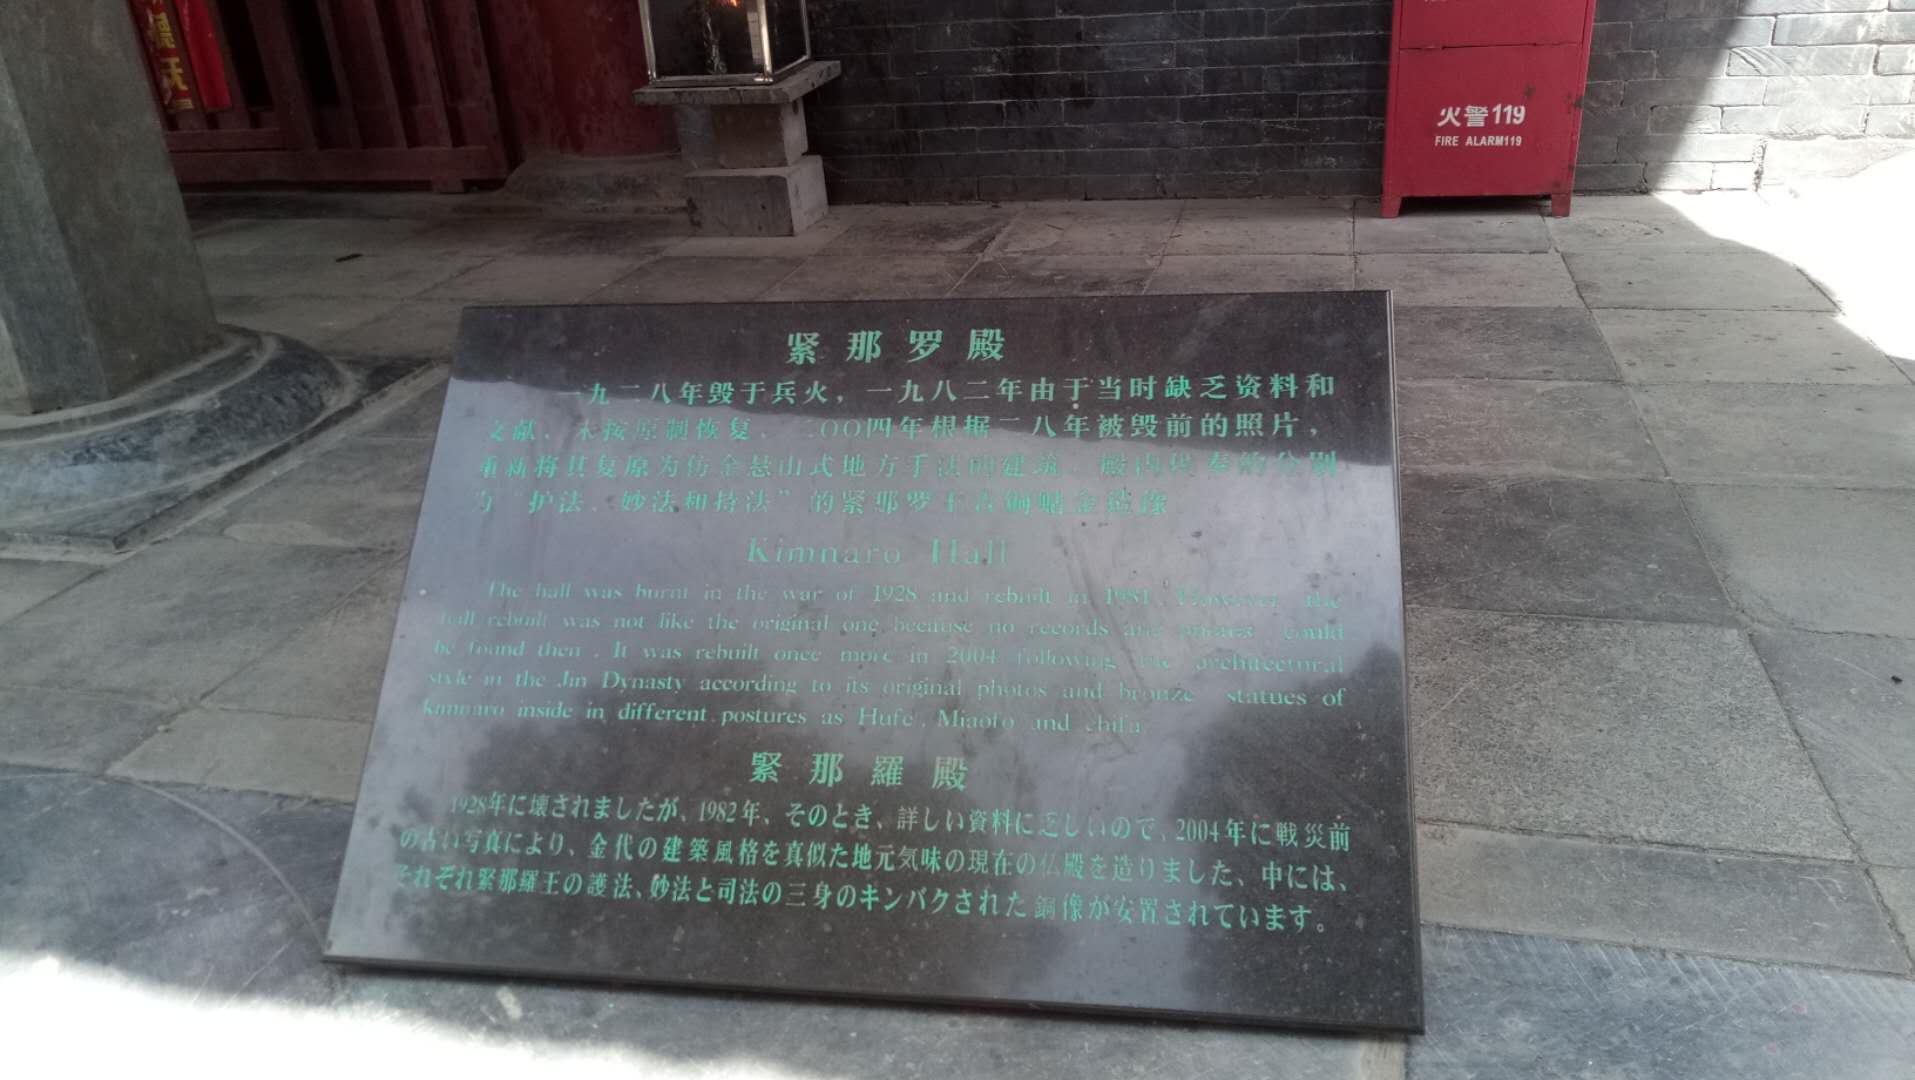 火警119
FIRE ALARM119
紧那罗殿
一九二八年毁于兵火，一九八二年由于当时缺乏资料和
文献、未按原制恢复、二〇〇四年根据二八年被毁前的照片，
重新将其复原为仿金悬山式地方手法的建筑 殿内供奉的分别
为“护法、妙法和持法”的紧那罗王古铜
Kimnaro Hall
The hall was burnt in the war of 1928 and rebuilt in 1981. However, the
hall rebuilt was not like the original one because no records and photos could
be found then . It was rebuilt once more in 2004 following the architectural
style in the Jin Dynasty according to its original photos and bronze statues of
kimnaro inside in different postures as Hufe, Miaofo and chifa.
緊那羅殿
1928年に壊されましたが、1982年、そのとき、詳しい資料に乏しいので、2004年に戦災前
の古い写真により、金代の建築風格を真似た地元気味の現在の仏殿を造りました、中には、
それぞれ緊那羅王の護法、妙法と司法の三身のキンバクされた銅像が安置されています。